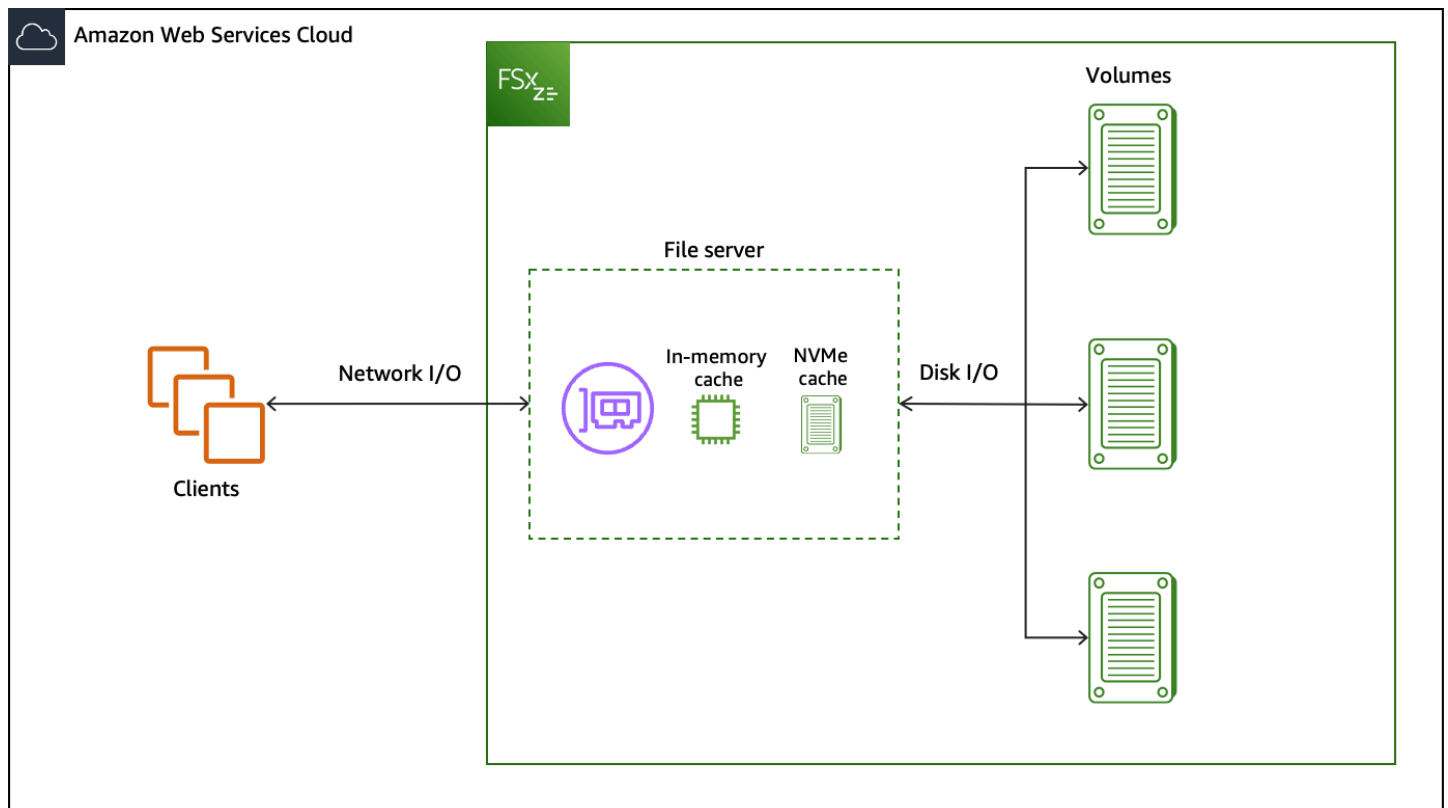 Amazon Web Services Cloud
FSx
Z
Volumes
File server
In-memory
cache
NVMe
cache
Network I/O
Disk I/O
Clients